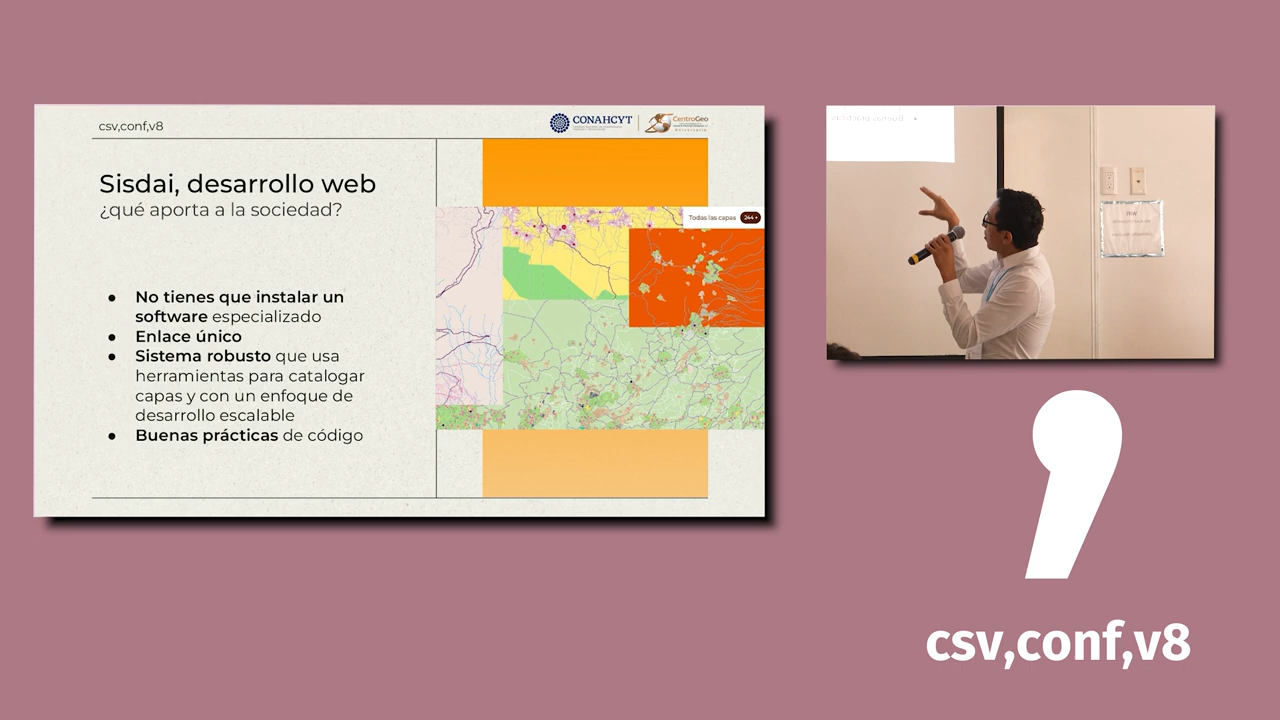 csv,conf,v8
CONAHCYT
CentroGeo
Sisdai, desarrollo web
¿qué aporta a la sociedad?
Todas las capas 244
● No tienes que instalar un
software especializado
● Enlace único
● Sistema robusto que usa
herramientas para catalogar
capas y con un enfoque de
desarrollo escalable
● Buenas prácticas de código
csv,conf,v8